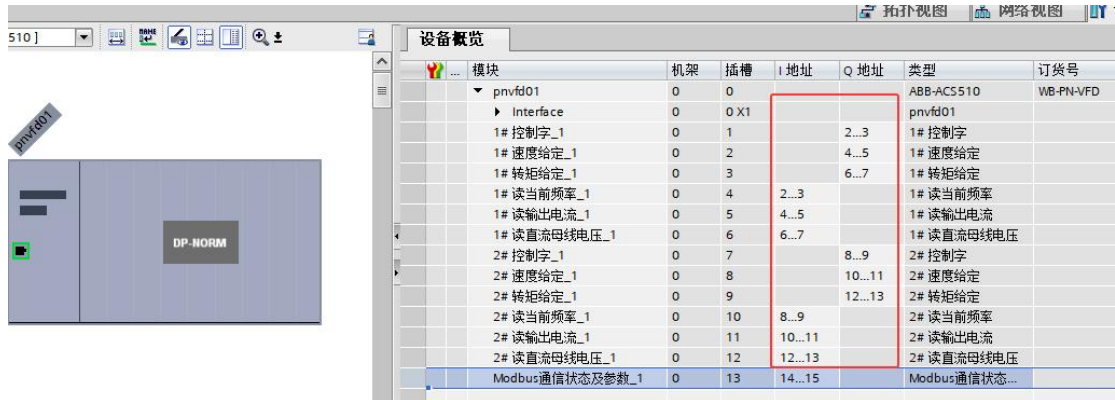 拓扑视图 网络视图
510 ]
设备概览
... 模块 机架 插槽 I 地址 Q 地址 类型 订货号
pnvfd01 0 0 ABB-ACS510 WB-PN-VFD
Interface 0 0 X1 pnvfd01
1# 控制字_1 0 1 2...3 1# 控制字
1# 速度给定_1 0 2 4...5 1# 速度给定
1# 转矩给定_1 0 3 6...7 1# 转矩给定
1# 读当前频率_1 0 4 2...3 1# 读当前频率
1# 读输出电流_1 0 5 4...5 1# 读输出电流
1# 读直流母线电压_1 0 6 6...7 1# 读直流母线电压
2# 控制字_1 0 7 8...9 2# 控制字
2# 速度给定_1 0 8 10...11 2# 速度给定
2# 转矩给定_1 0 9 12...13 2# 转矩给定
2# 读当前频率_1 0 10 8...9 2# 读当前频率
2# 读输出电流_1 0 11 10...11 2# 读输出电流
2# 读直流母线电压_1 0 12 12...13 2# 读直流母线电压
Modbus通信状态及参数_1 0 13 14...15 Modbus通信状态...
pnvfd01
DP-NORM